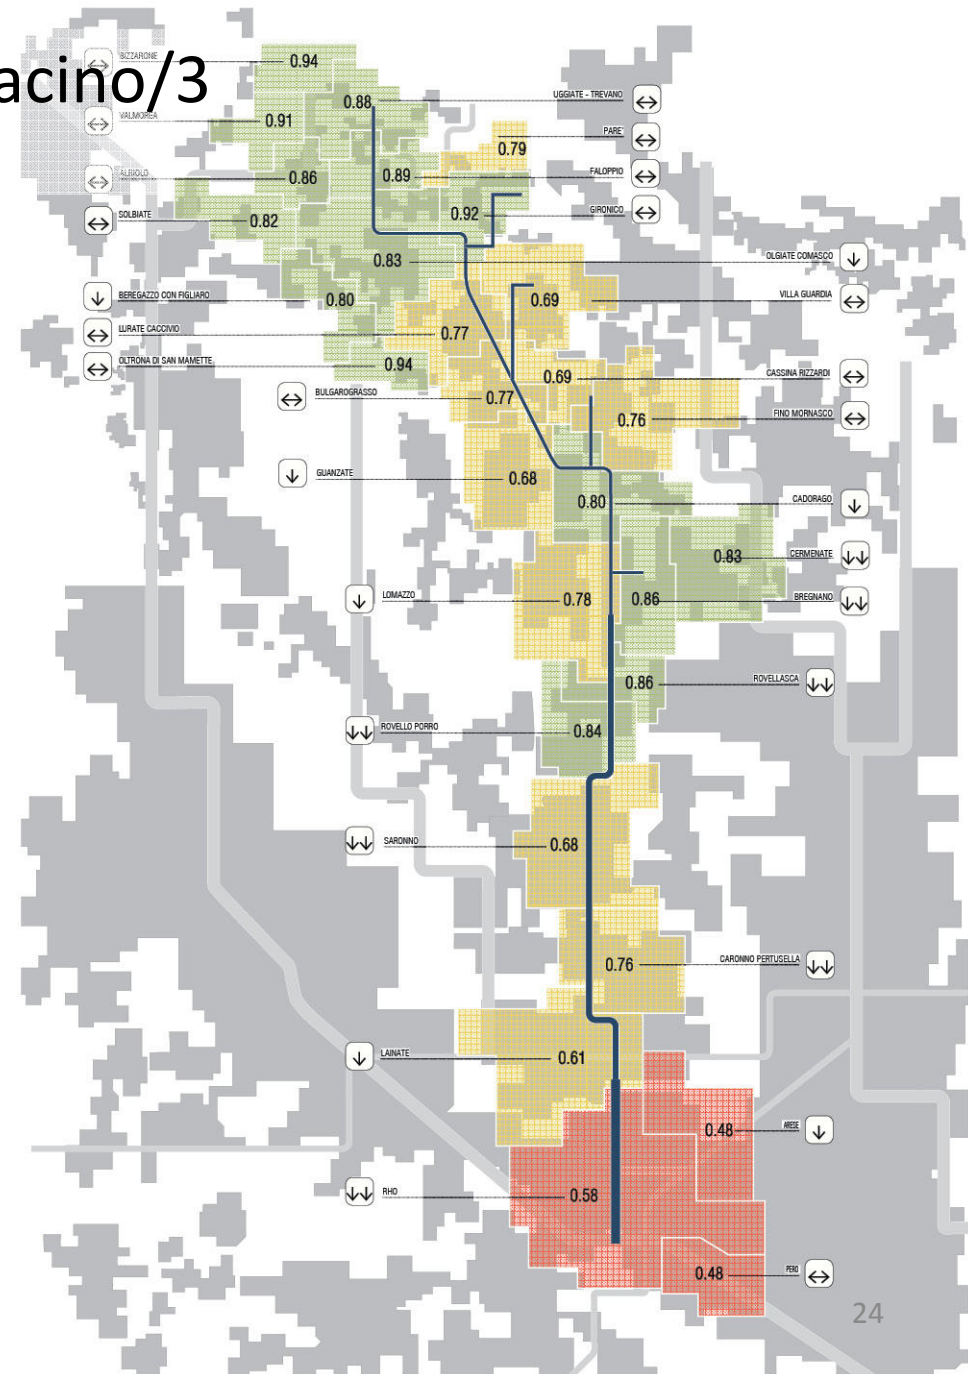 acino/3
BIZZARONE
0.94
0.88
UGGIATE - TREVANO
VALMOREA
0.91
PARE'
0.79
ALBIOLO
0.86
0.89
FALOPPIO
SOLBIATE
0.82
0.92
GIRONICO
0.83
OLGIATE COMASCO
BEREGAZZO CON FIGLIARO
0.80
0.69
VILLA GUARDIA
LURATE CACCIVIO
0.77
OLTRONA DI SAN MAMETTE
0.94
0.69
CASSINA RIZZARDI
BULGAROGRASSO
0.77
0.76
FINO MORNASCO
GUANZATE
0.68
0.80
CADORAGO
0.83
CERMENATE
LOMAZZO
0.78
0.86
BREGNANO
0.86
ROVELLASCA
ROVELLO PORRO
0.84
SARONNO
0.68
0.76
CARONNO PERTUSELLA
LAINATE
0.61
0.48
ARESE
RHO
0.58
0.48
PERO
24